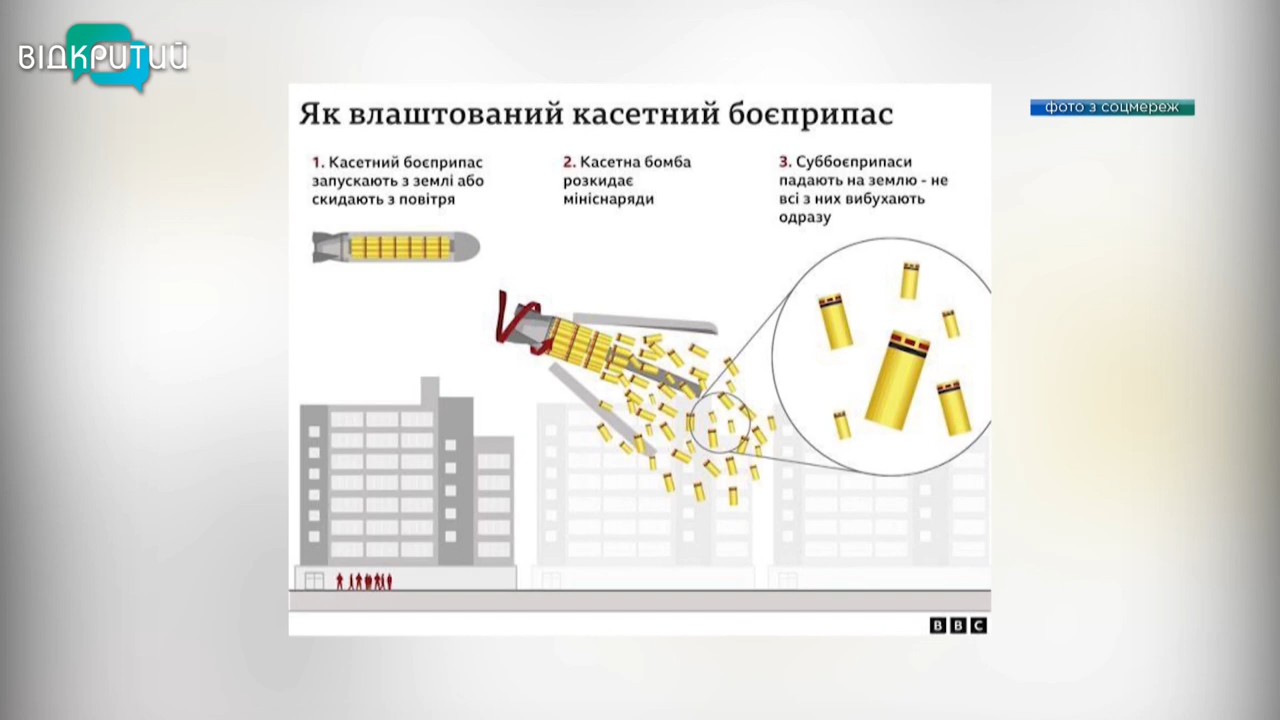 ВІДКРИТИЙ
фото з соцмереж
Як влаштований касетний боєприпас
1. Касетний боєприпас
запускають з землі або
скидають з повітря
2. Касетна бомба
розкидає
мініснаряди
3. Суббоєприпаси
падають на землю - не
всі з них вибухають
одразу
BBC